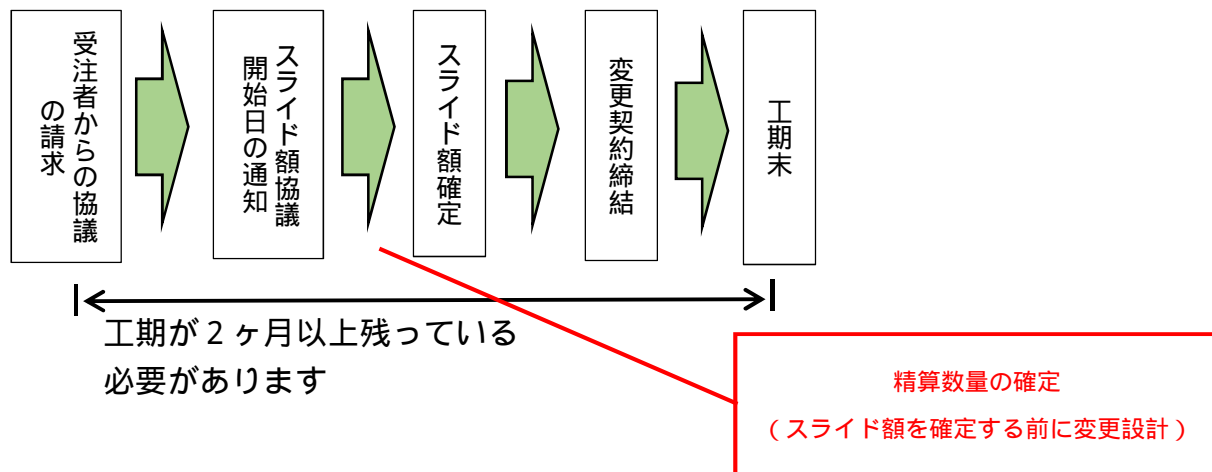 受注者からの協議
の請求
スライド額協議
開始日の通知
スライド額確定
変更契約締結
工期末
工期が２ヶ月以上残っている
必要があります
精算数量の確定
（スライド額を確定する前に変更設計）